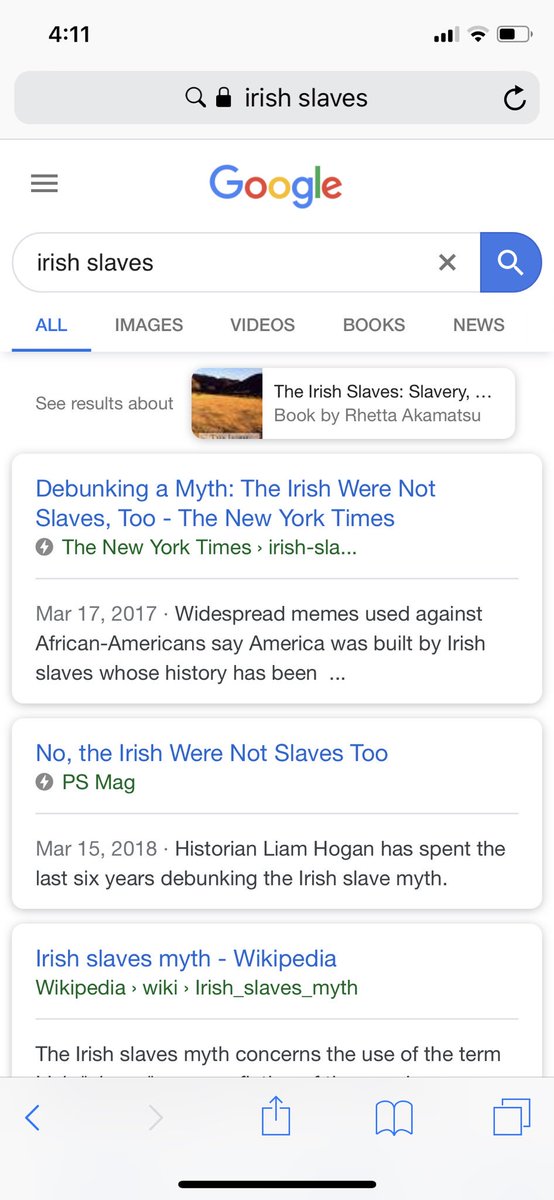 4:11
irish slaves
Google
irish slaves
ALL IMAGES VIDEOS BOOKS NEWS
See results about
The Irish Slaves: Slavery, ...
Book by Rhetta Akamatsu
Debunking a Myth: The Irish Were Not
Slaves, Too - The New York Times
The New York Times › irish-sla...
Mar 17, 2017 · Widespread memes used against
African-Americans say America was built by Irish
slaves whose history has been ...
No, the Irish Were Not Slaves Too
PS Mag
Mar 15, 2018 · Historian Liam Hogan has spent the
last six years debunking the Irish slave myth.
Irish slaves myth - Wikipedia
Wikipedia › wiki › Irish_slaves_myth
The Irish slaves myth concerns the use of the term